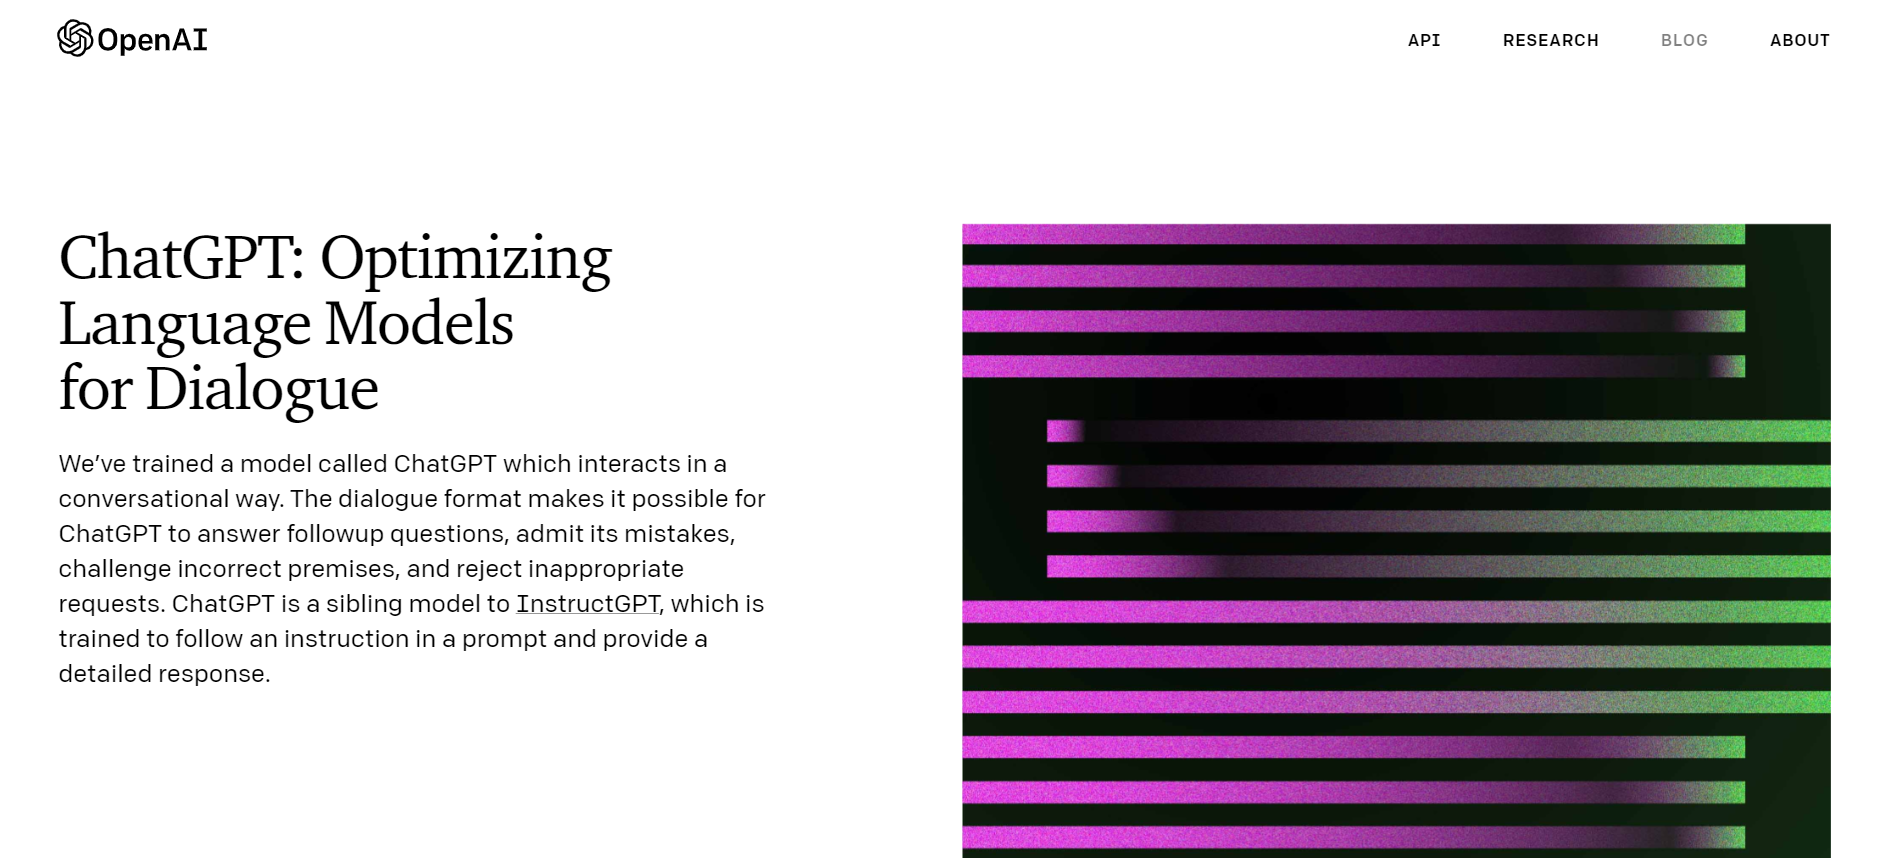 OpenAI
API RESEARCH BLOG ABOUT
ChatGPT: Optimizing
Language Models
for Dialogue
We’ve trained a model called ChatGPT which interacts in a
conversational way. The dialogue format makes it possible for
ChatGPT to answer followup questions, admit its mistakes,
challenge incorrect premises, and reject inappropriate
requests. ChatGPT is a sibling model to InstructGPT, which is
trained to follow an instruction in a prompt and provide a
detailed response.